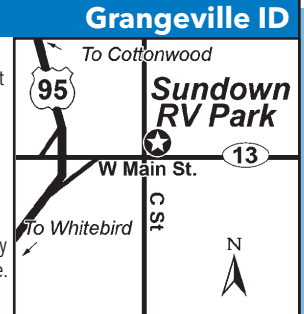 Grangeville ID
To Cottonwood
t
95
Sundown
RV Park
13
W Main St.
C St
To Whitebird
N
y
e.